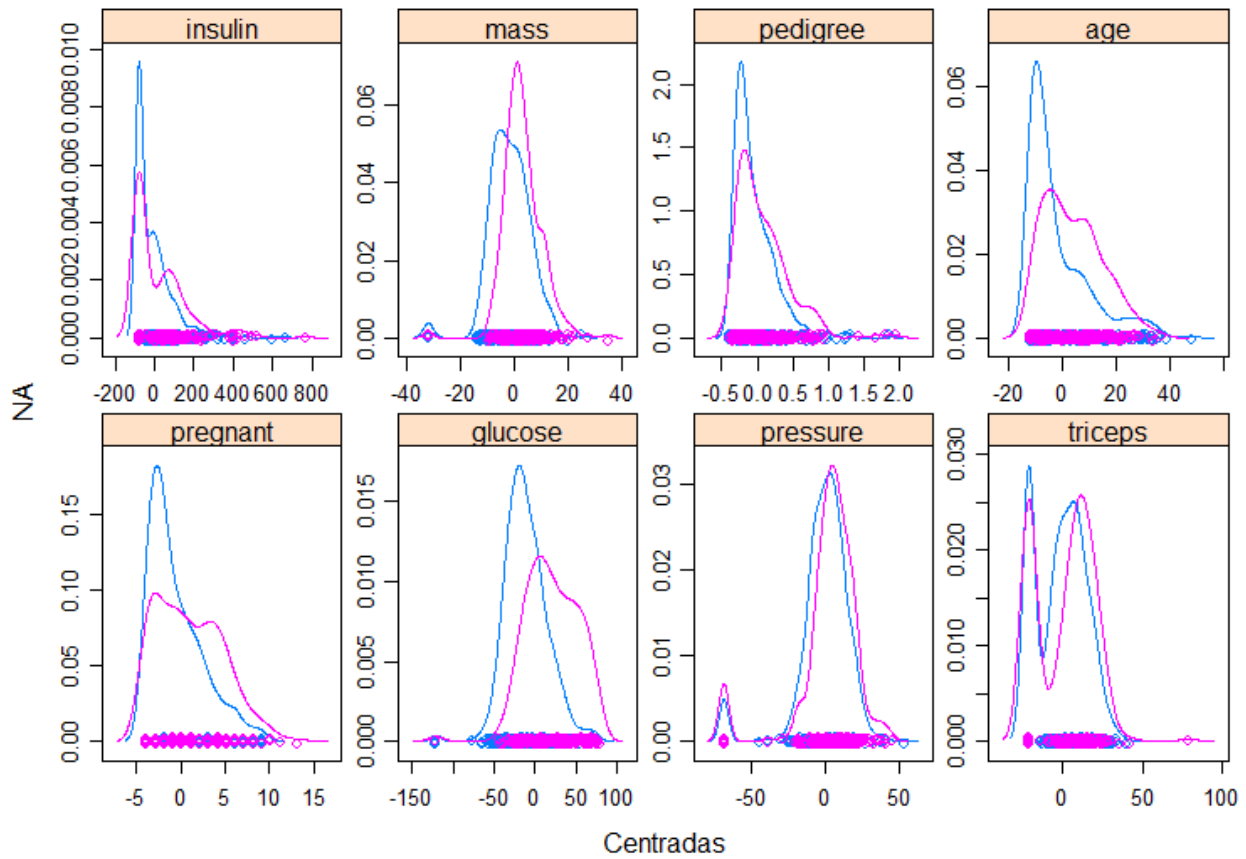 insulin mass pedigree age
0.000 0.002 0.004 0.006 0.008 0.010
0.00 0.02 0.04 0.06
0.0 0.5 1.0 1.5 2.0
0.00 0.02 0.04 0.06
-200 0 200 400 600 800
-40 -20 0 20 40
-0.5 0.0 0.5 1.0 1.5 2.0
-20 0 20 40
NA
pregnant glucose pressure triceps
0.00 0.05 0.10 0.15
0.000 0.005 0.010 0.015
0.00 0.01 0.02 0.03
0.000 0.010 0.020 0.030
-5 0 5 10 15
-150 -50 0 50 100
-50 0 50
0 50 100
Centradas